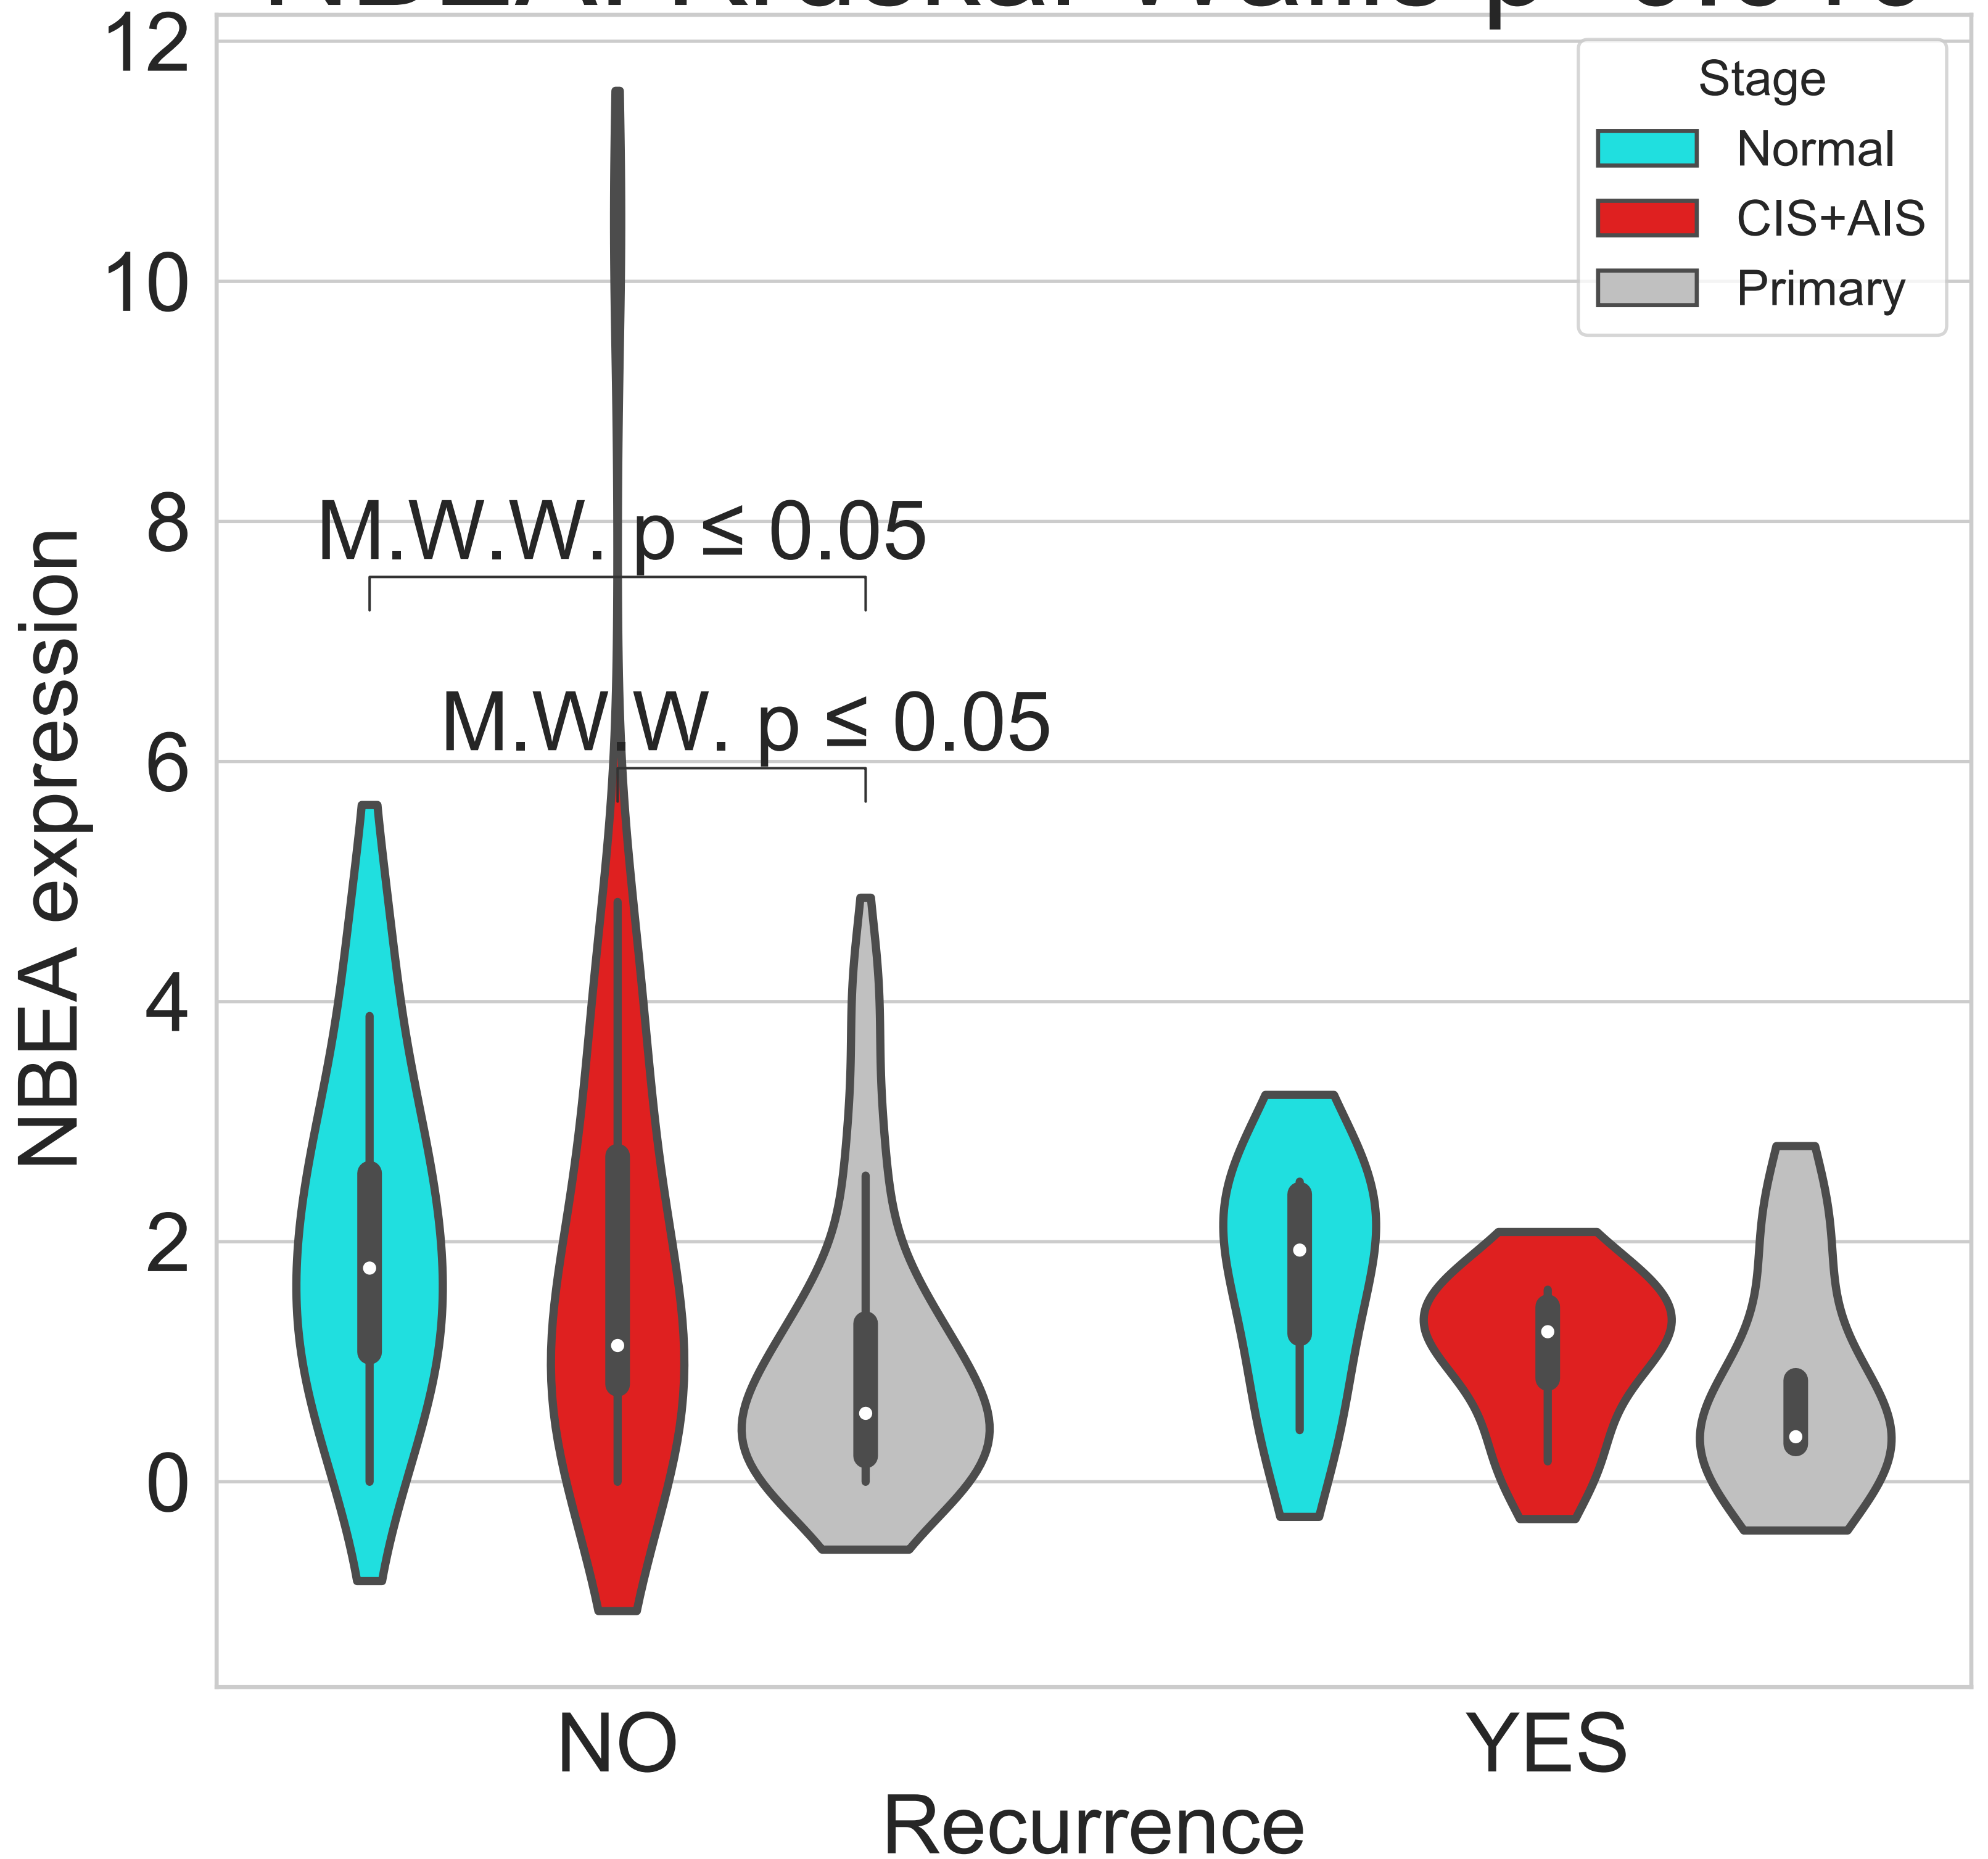 12
10
8
6
4
2
0
NBEA expression
Stage
Normal
CIS+AIS
Primary
M.W.W. p ≤ 0.05
M.W.W. p ≤ 0.05
NO
YES
Recurrence